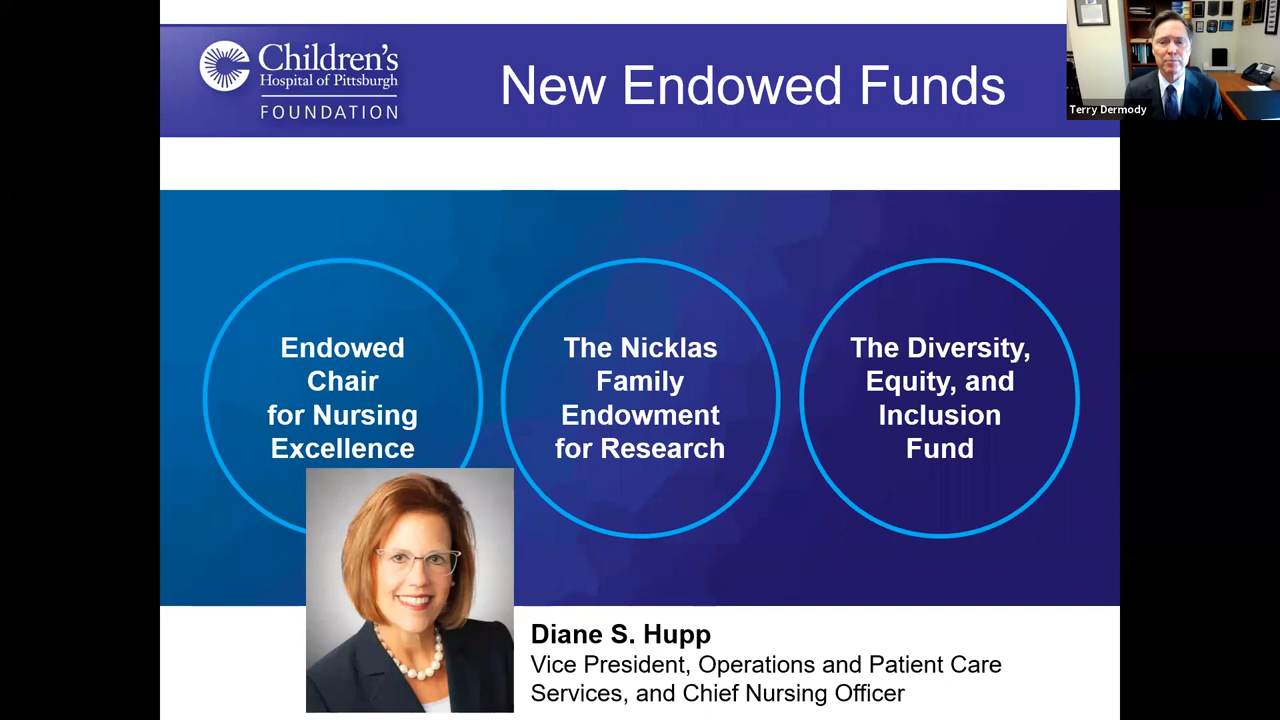 Children's
Hospital of Pittsburgh
FOUNDATION
New Endowed Funds
Terry Dermody
Endowed
Chair
for Nursing
Excellence
The Nicklas
Family
Endowment
for Research
The Diversity,
Equity, and
Inclusion
Fund
Diane S. Hupp
Vice President, Operations and Patient Care
Services, and Chief Nursing Officer